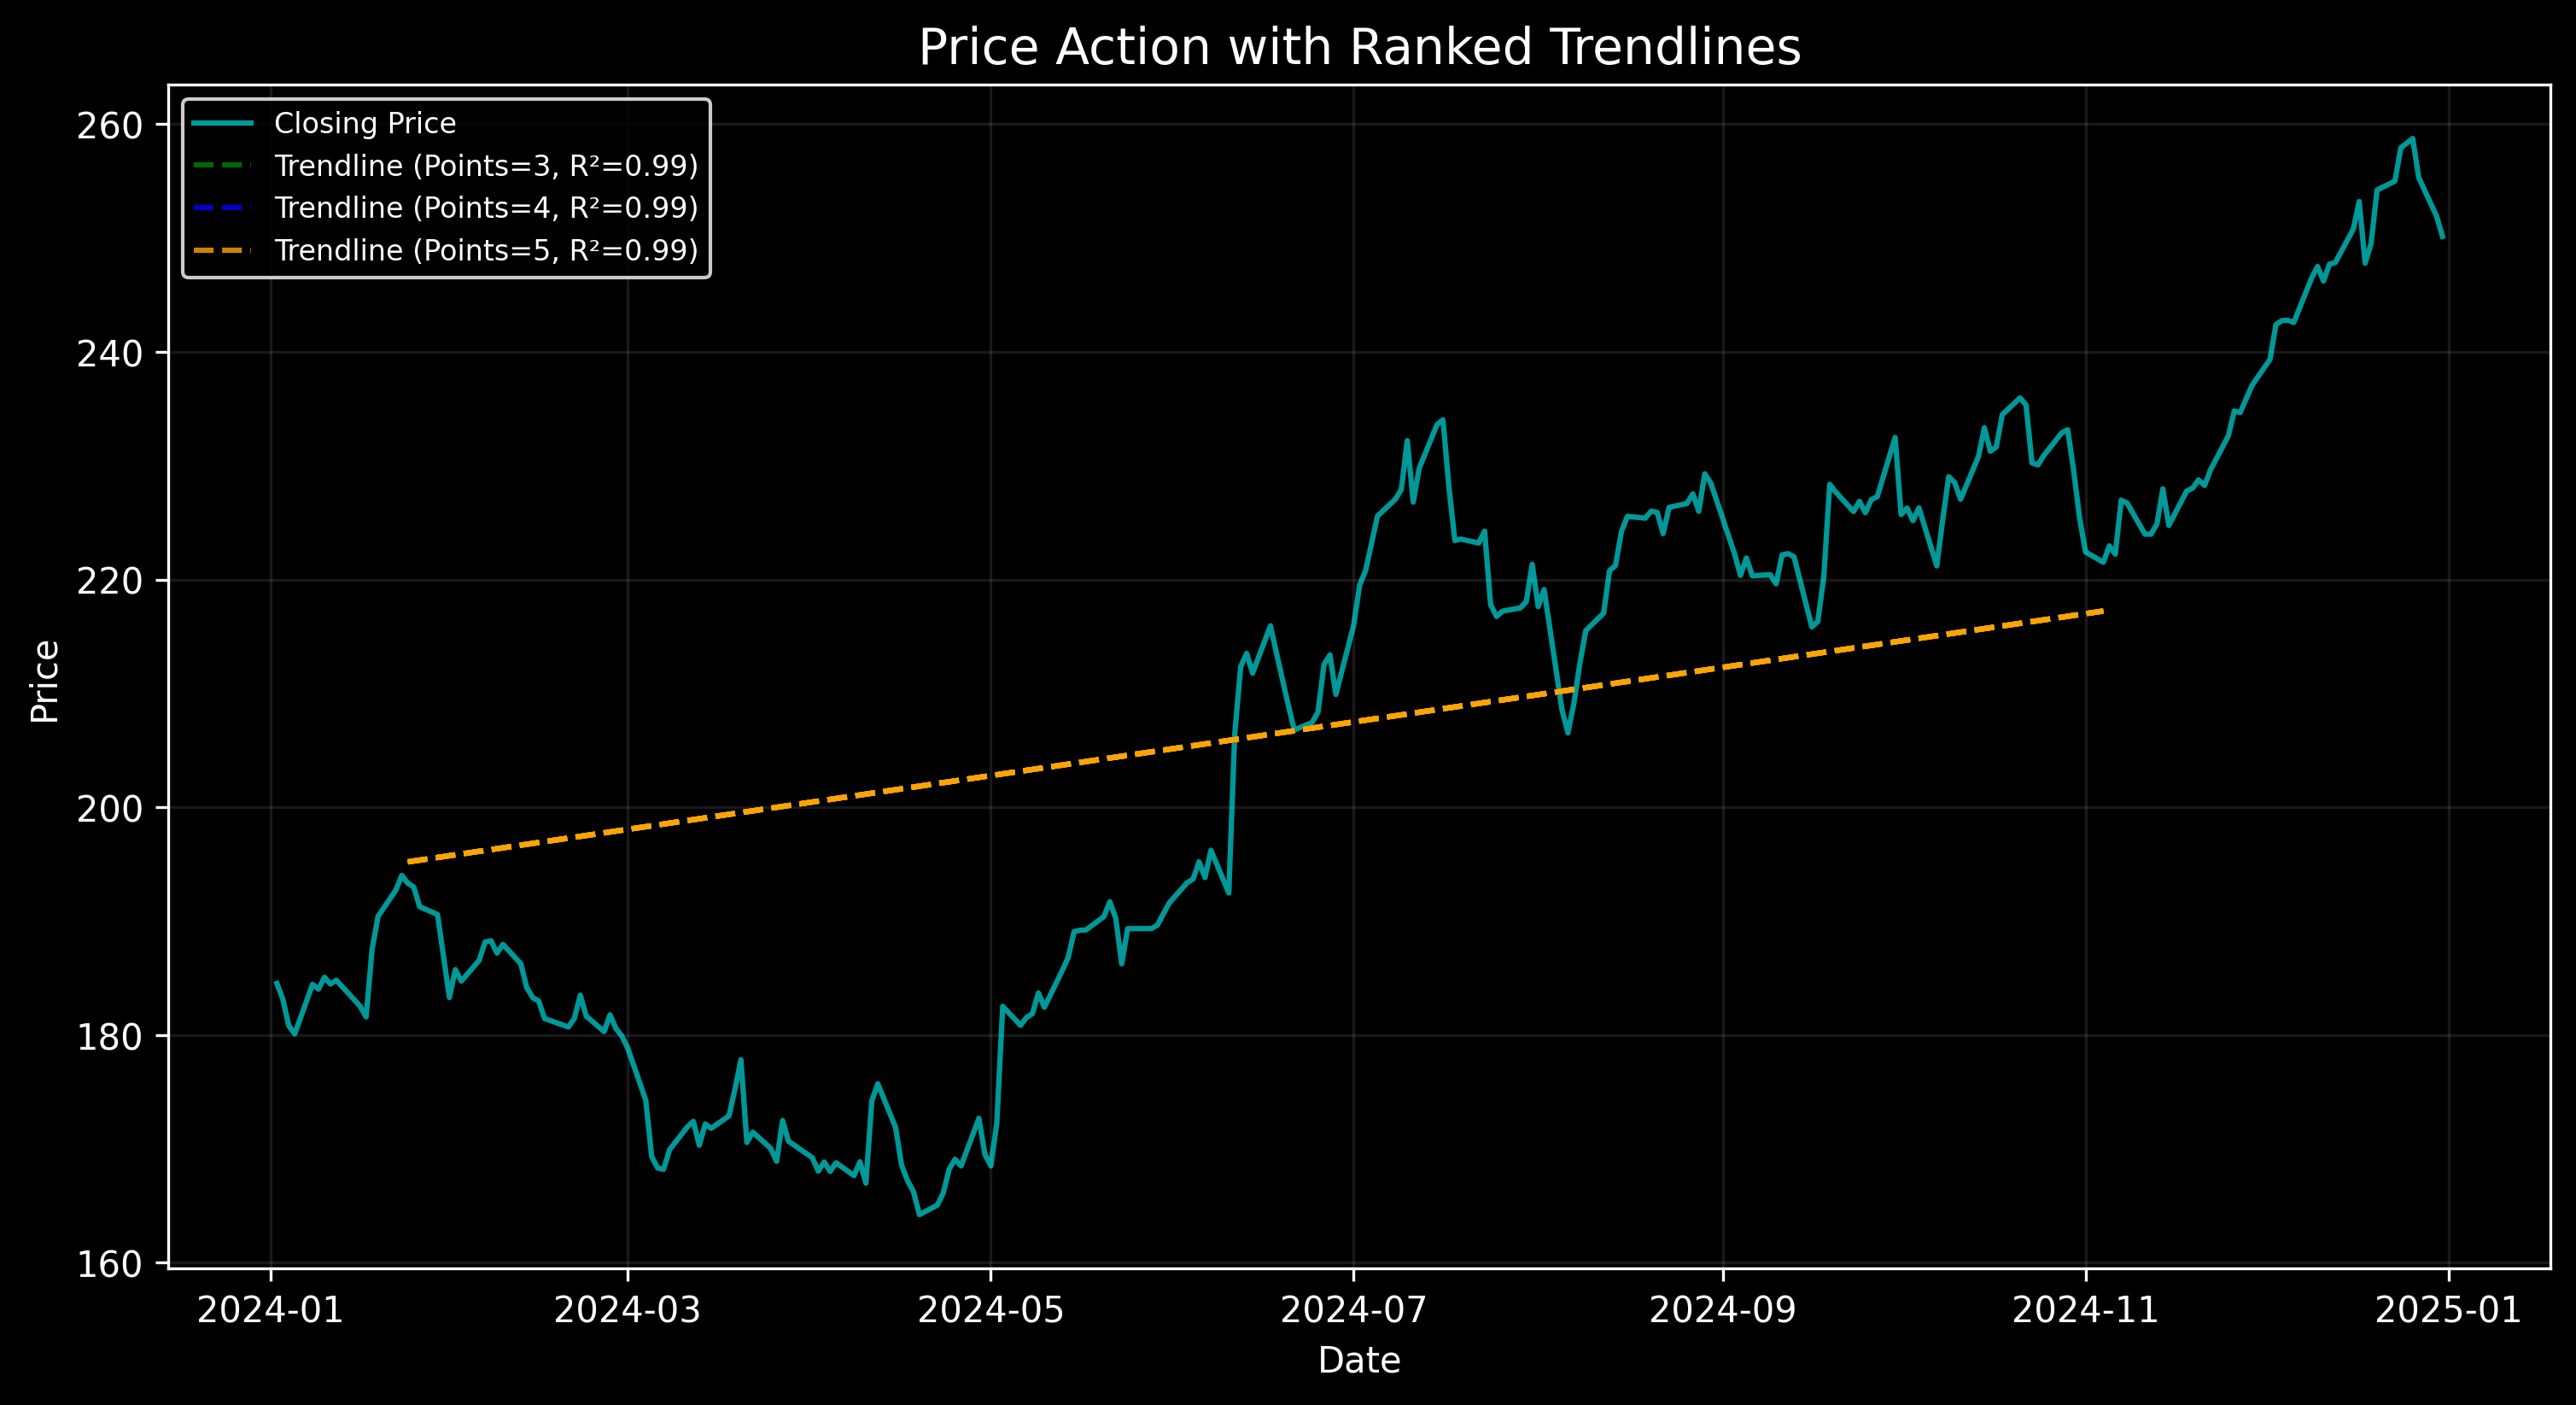 Price Action with Ranked Trendlines
Closing Price
Trendline (Points=3, R²=0.99)
Trendline (Points=4, R²=0.99)
Trendline (Points=5, R²=0.99)
260
240
220
200
180
160
Price
2024-01 2024-03 2024-05 2024-07 2024-09 2024-11 2025-01
Date